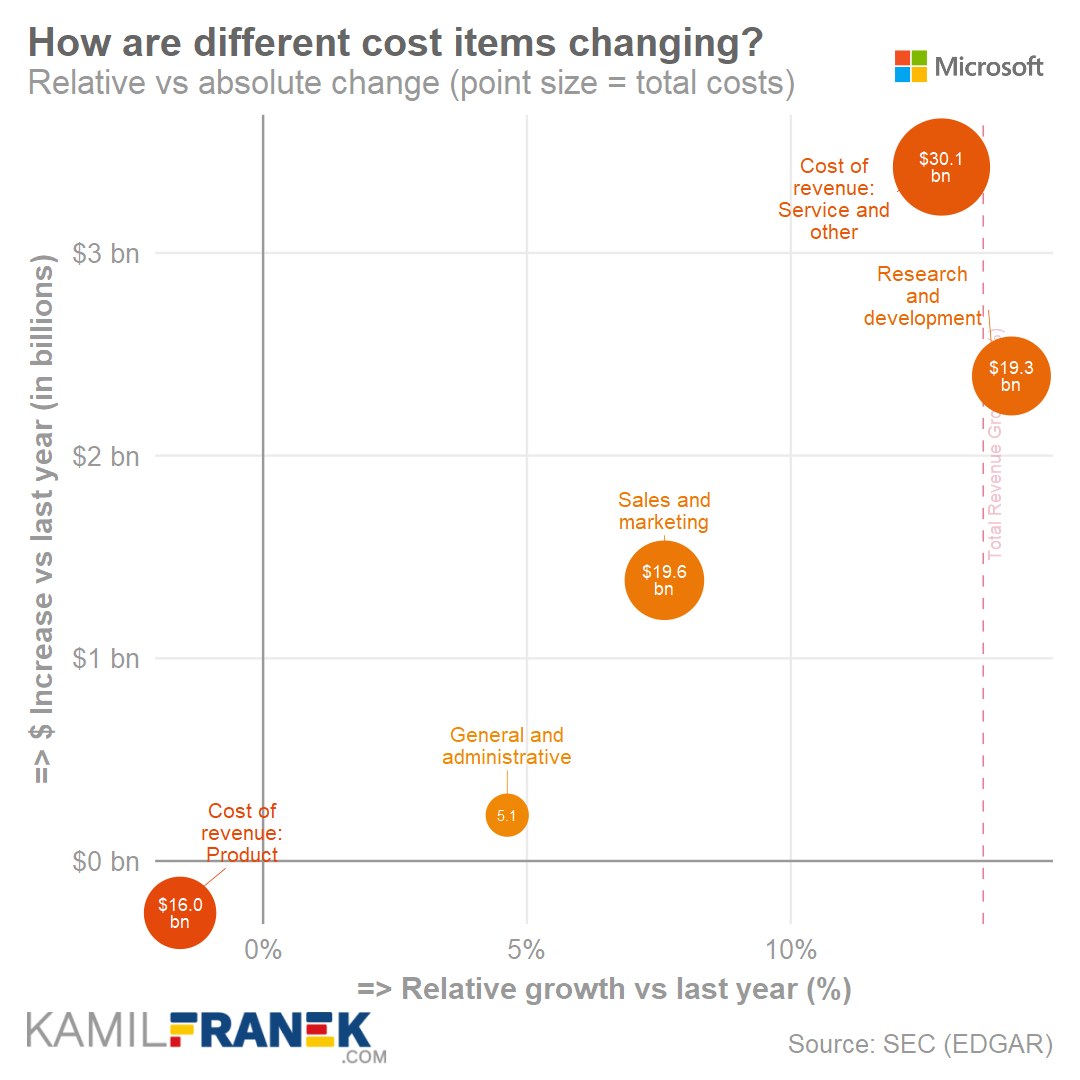 How are different cost items changing?
Relative vs absolute change (point size = total costs)
Microsoft
$30.1
bn
Cost of
revenue:
Service and
other
$3 bn
Research
and
development
$19.3
bn
Total Revenue
$2 bn
Sales and
marketing
$19.6
bn
$1 bn
General and
administrative
5.1
Cost of
revenue:
Product
$0 bn
$16.0
bn
=> $ Increase vs last year (in billions)
0%
5%
10%
=> Relative growth vs last year (%)
KAMILFRANEK
.COM
Source: SEC (EDGAR)